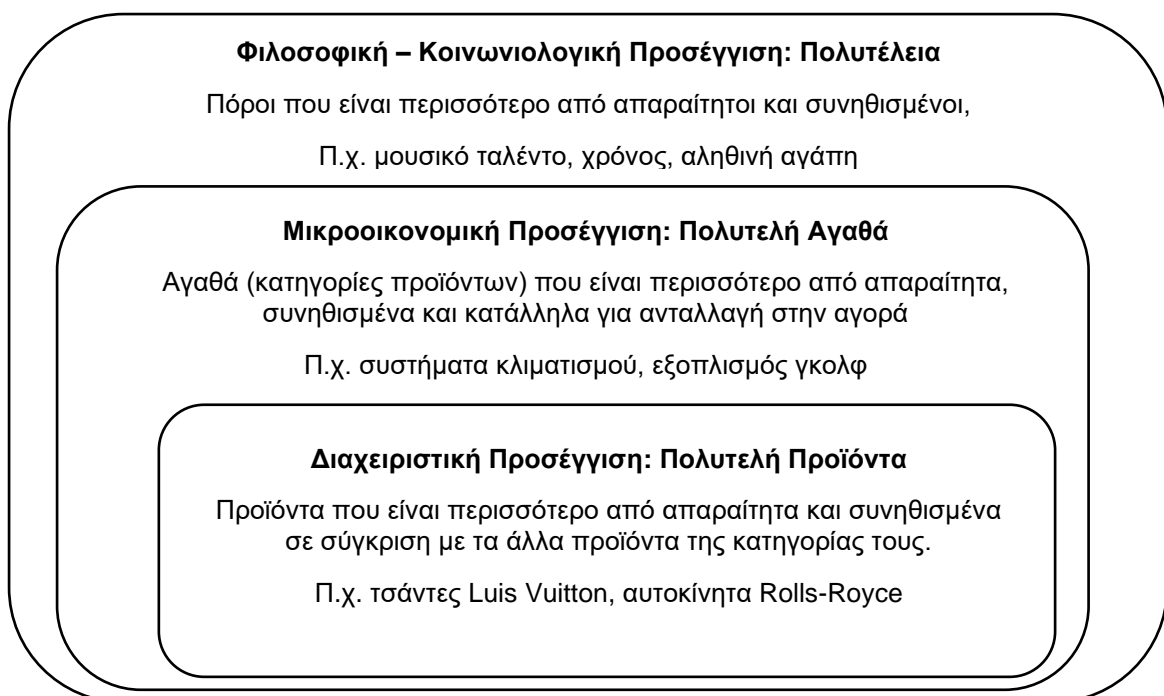 Φιλοσοφική – Κοινωνιολογική Προσέγγιση: Πολυτέλεια
Πόροι που είναι περισσότερο από απαραίτητοι και συνηθισμένοι,
Π.χ. μουσικό ταλέντο, χρόνος, αληθινή αγάπη
Μικροοικονομική Προσέγγιση: Πολυτελή Αγαθά
Αγαθά (κατηγορίες προϊόντων) που είναι περισσότερο από απαραίτητα,
συνηθισμένα και κατάλληλα για ανταλλαγή στην αγορά
Π.χ. συστήματα κλιματισμού, εξοπλισμός γκολφ
Διαχειριστική Προσέγγιση: Πολυτελή Προϊόντα
Προϊόντα που είναι περισσότερο από απαραίτητα και συνηθισμένα
σε σύγκριση με τα άλλα προϊόντα της κατηγορίας τους.
Π.χ. τσάντες Luis Vuitton, αυτοκίνητα Rolls-Royce